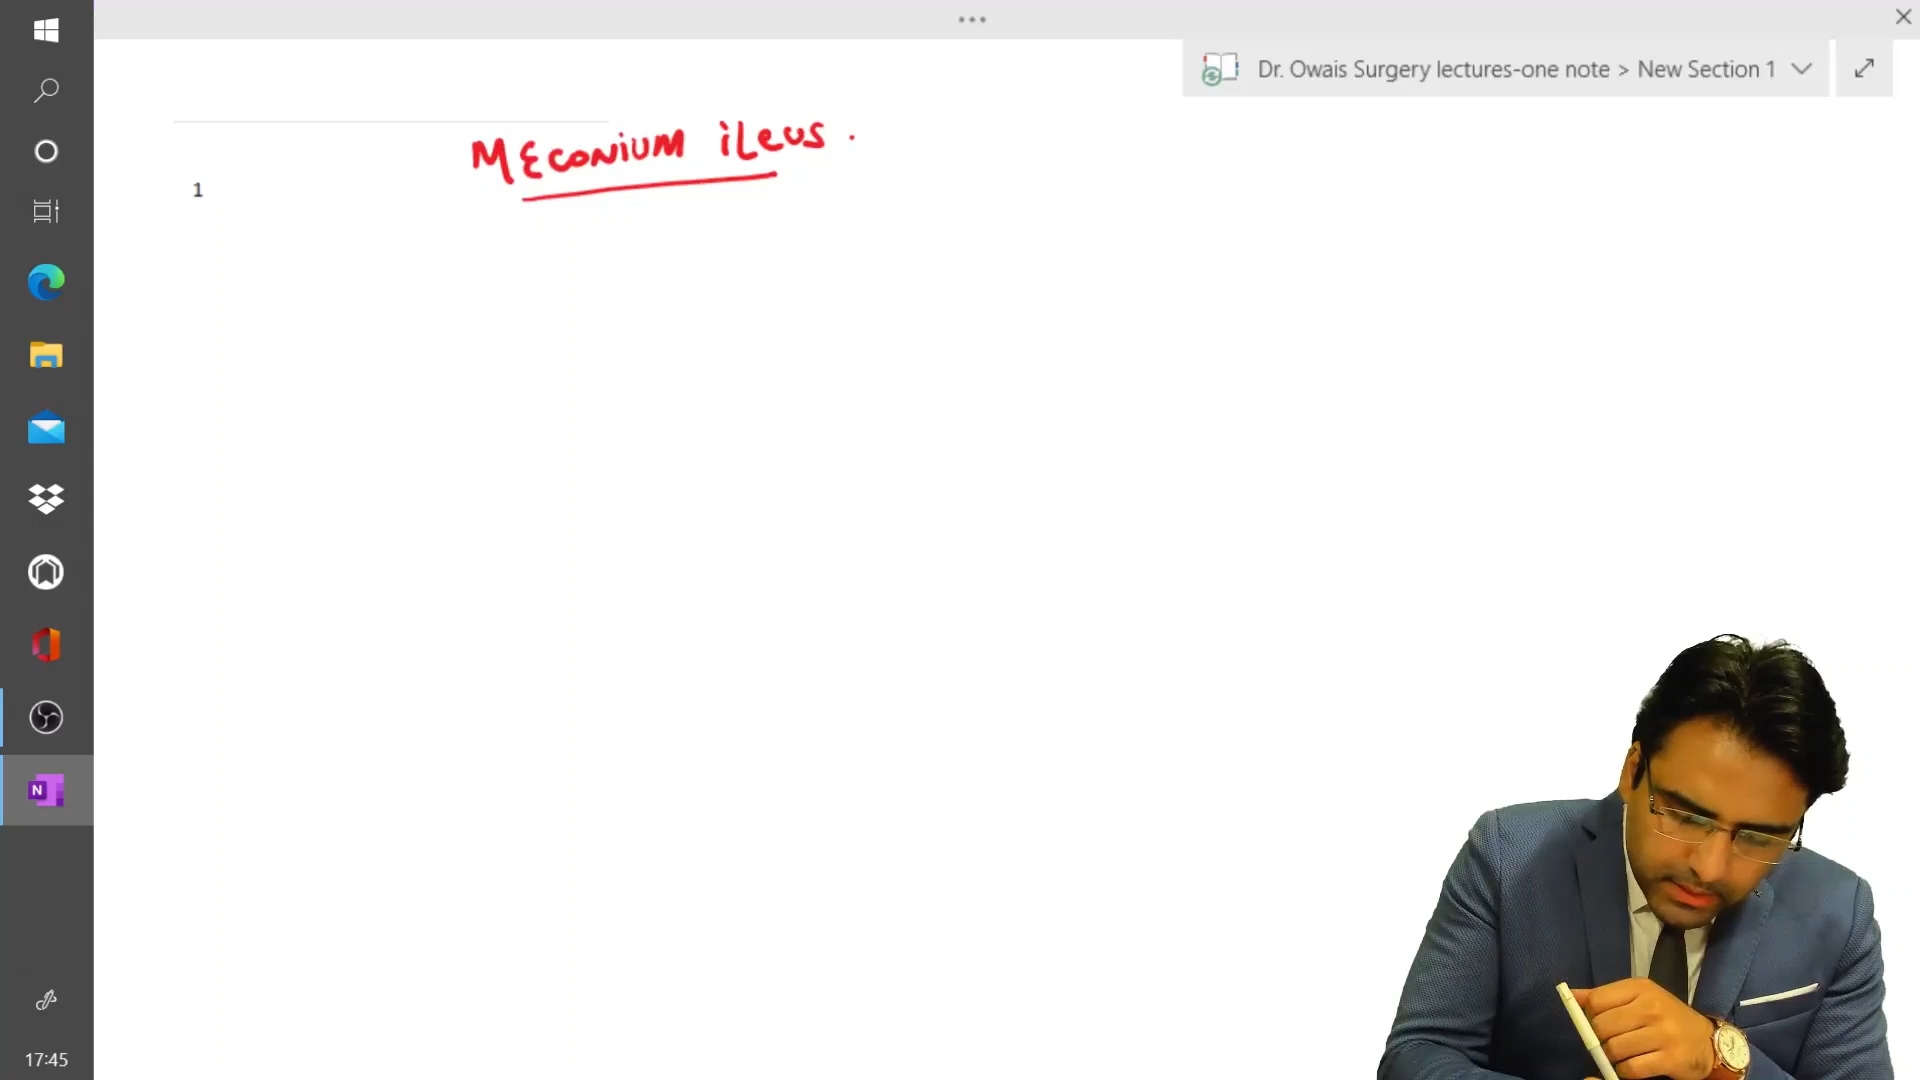 Dr. Owais Surgery lectures-one note > New Section 1
MECONIUM iLeus.
1
N
17:45